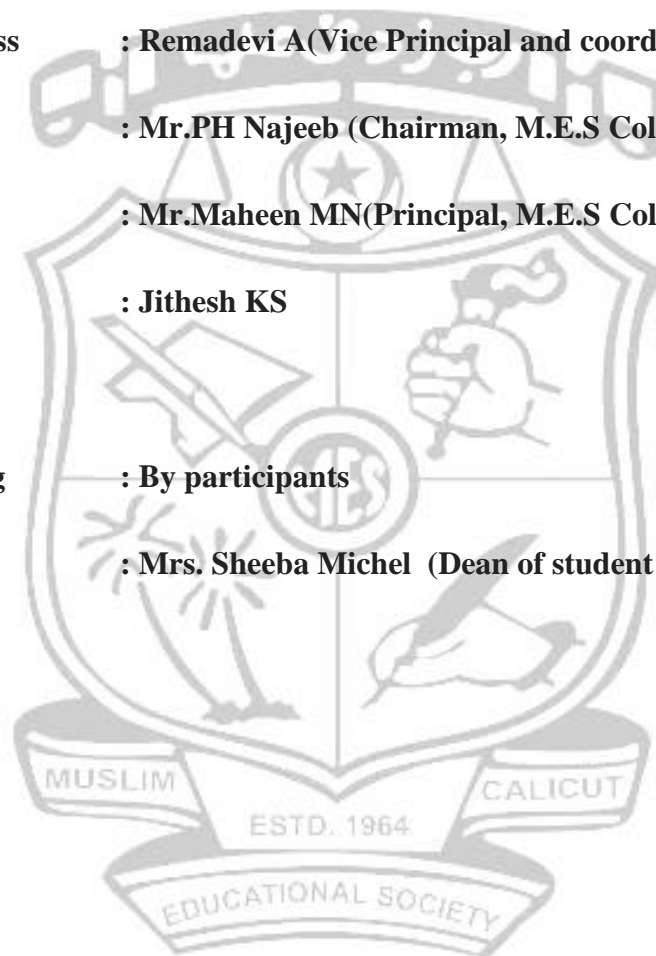 ss : Remadevi A(Vice Principal and coord
: Mr.PH Najeeb (Chairman, M.E.S Col
: Mr.Maheen MN(Principal, M.E.S Col
: Jithesh KS
g : By participants
: Mrs. Sheeba Michel (Dean of student
MES
MUSLIM
CALICUT
ESTD. 1964
EDUCATIONAL SOCIETY